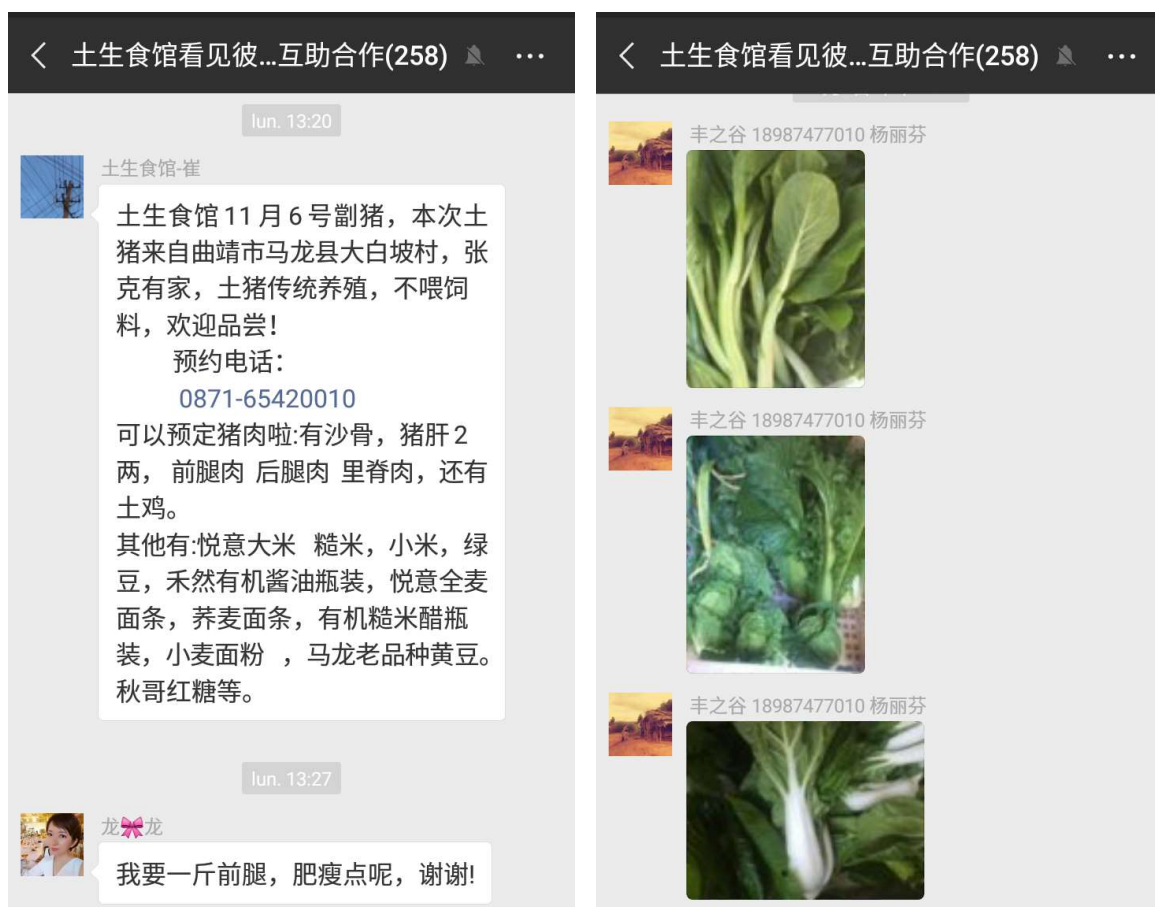 土生食馆看见彼...互助合作(258)
lun. 13:20
土生食馆-崔
土生食馆11月6号劏猪，本次土
猪来自曲靖市马龙县大白坡村，张
克有家，土猪传统养殖，不喂饲
料，欢迎品尝！
预约电话：
0871-65420010
可以预定猪肉啦:有沙骨，猪肝2
两， 前腿肉 后腿肉 里脊肉，还有
土鸡。
其他有:悦意大米 糙米，小米，绿
豆，禾然有机酱油瓶装，悦意全麦
面条，荞麦面条，有机糙米醋瓶
装，小麦面粉 ，马龙老品种黄豆。
秋哥红糖等。
lun. 13:27
龙🎀龙
我要一斤前腿，肥瘦点呢，谢谢!
土生食馆看见彼...互助合作(258)
丰之谷 18987477010 杨丽芬
丰之谷 18987477010 杨丽芬
丰之谷 18987477010 杨丽芬